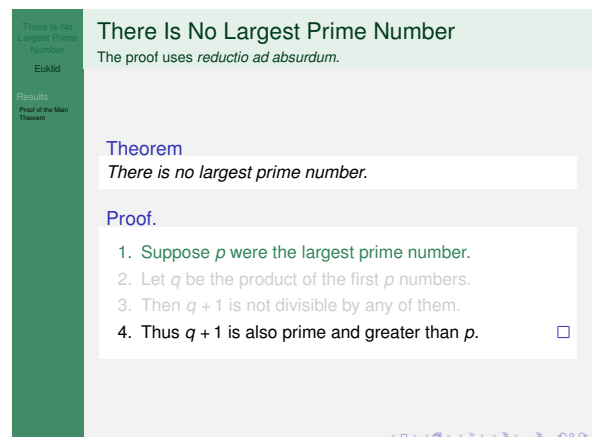 There Is No
Largest Prime
Number
Euklid
Results
Proof of the Main
Theorem
There Is No Largest Prime Number
The proof uses reductio ad absurdum.
Theorem
There is no largest prime number.
Proof.
1. Suppose p were the largest prime number.
2. Let q be the product of the first p numbers.
3. Then q + 1 is not divisible by any of them.
4. Thus q + 1 is also prime and greater than p. □